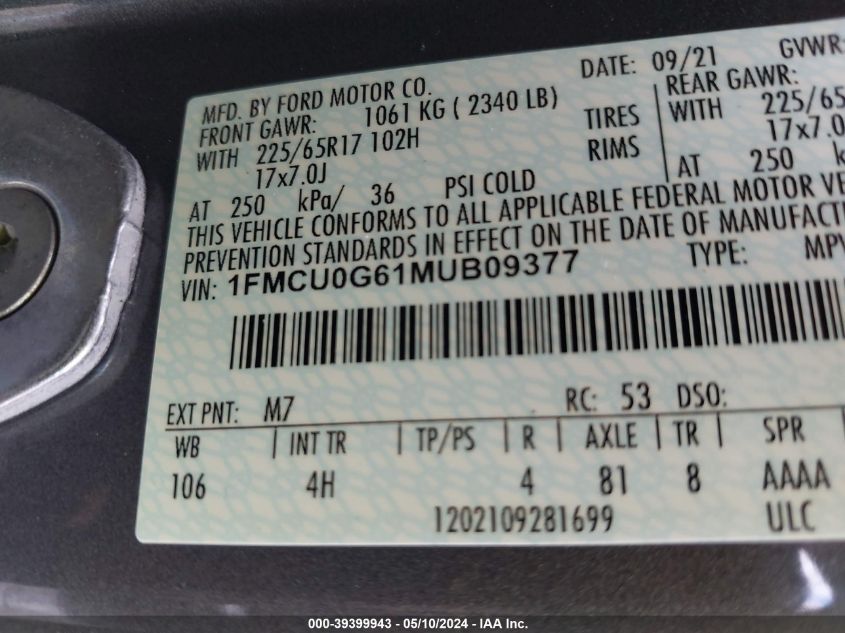 MFD. BY FORD MOTOR CO. DATE: 09/21 GVWR:
FRONT GAWR: 1061 KG ( 2340 LB) REAR GAWR:
WITH 225/65R17 102H TIRES WITH 225/65
17x7.0J RIMS 17x7.0
AT 250 kPa/ 36 PSI COLD AT 250
THIS VEHICLE CONFORMS TO ALL APPLICABLE FEDERAL MOTOR VE
PREVENTION STANDARDS IN EFFECT ON THE DATE OF MANUFACT
VIN: 1FMCU0G61MUB09377 TYPE: MPV
EXT PNT: M7 RC: 53 DSO:
WB | INT TR | TP/PS | R | AXLE | TR | SPR
106 4H 4 81 8 AAAA
1202109281699 ULC
000-39399943 - 05/10/2024 - IAA Inc.